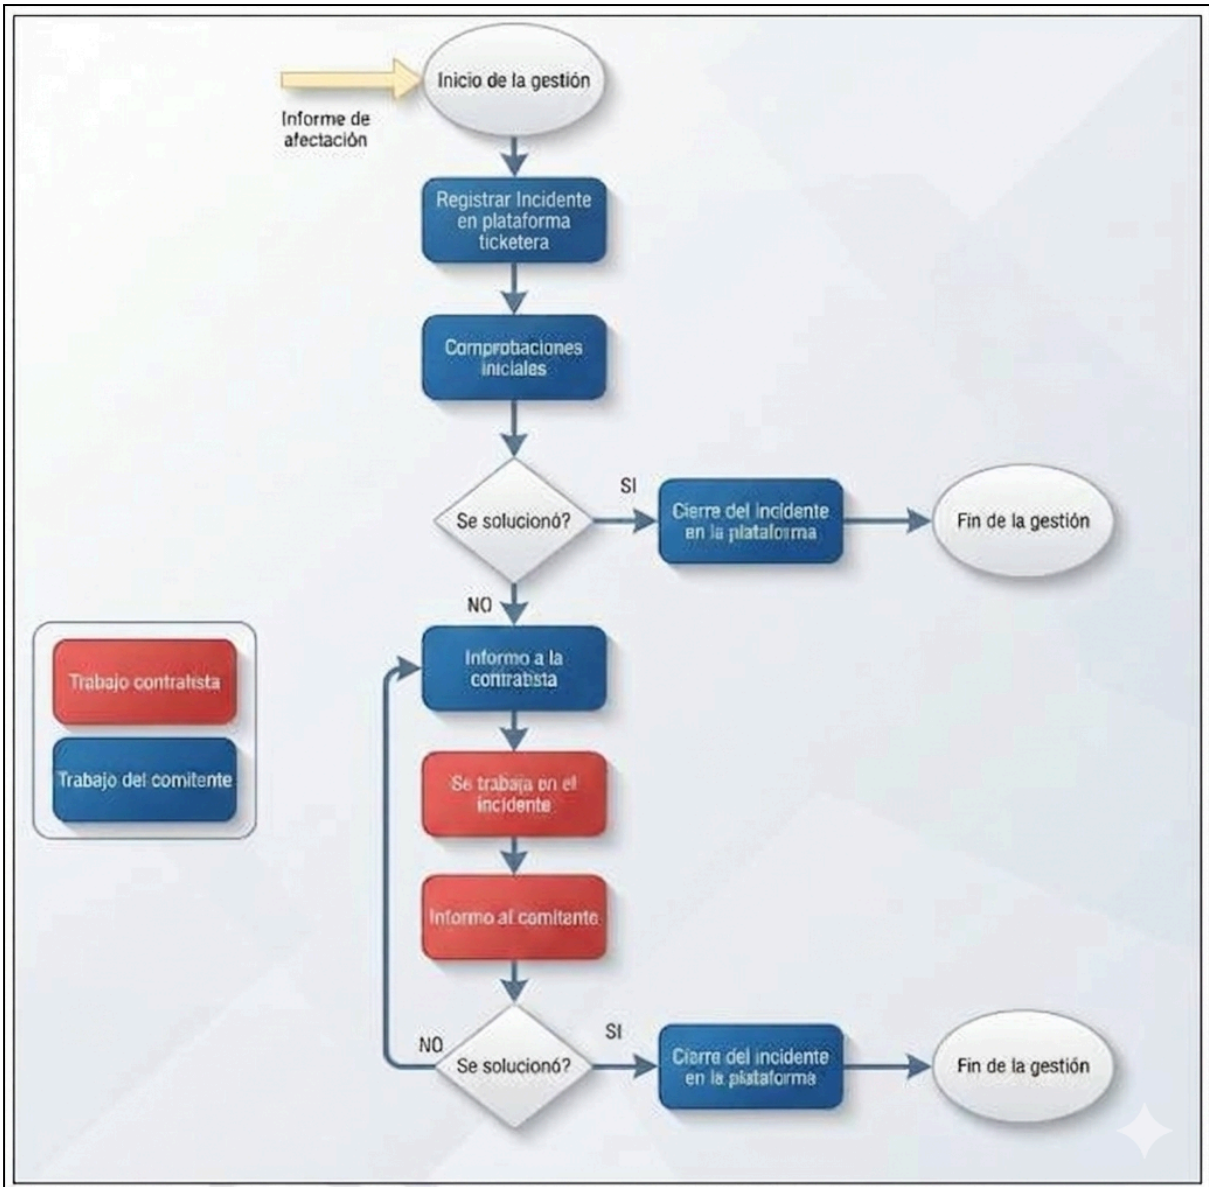 Inicio de la gestión
Informe de
afectación
Registrar Incidente
en plataforma
ticketera
Comprobaciones
iniciales
Se solucionó?
SI
Cierre del incidente
en la plataforma
Fin de la gestión
NO
Informo a la
contratista
Trabajo contratista
Trabajo del comitente
Se trabaja en el
incidente
Informo al comitente
Se solucionó?
NO
SI
Cierre del incidente
en la plataforma
Fin de la gestión